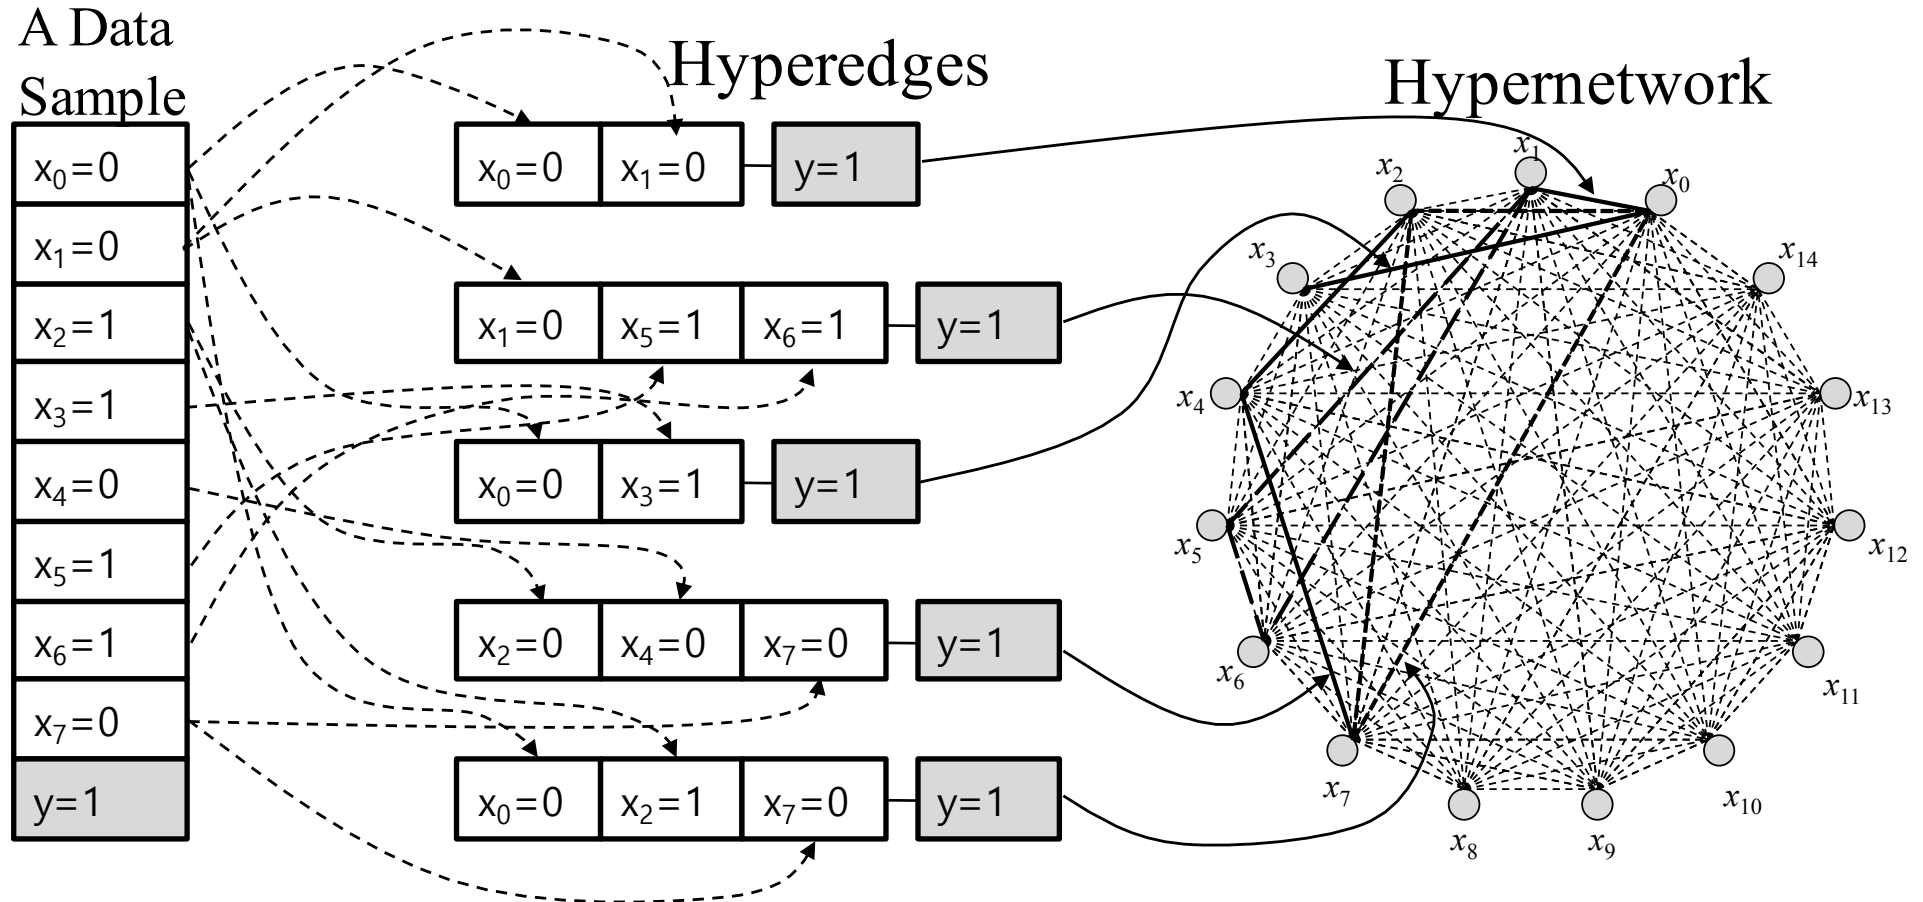 A Data
Sample
x₀=0
x₁=0
x₂=1
x₃=1
x₄=0
x₅=1
x₆=1
x₇=0
y=1
Hyperedges
x₀=0 x₁=0 y=1
x₁=0 x₅=1 x₆=1 y=1
x₀=0 x₃=1 y=1
x₂=0 x₄=0 x₇=0 y=1
x₀=0 x₂=1 x₇=0 y=1
Hypernetwork
x₁
x₂ x₀
x₃ x₁₄
x₄ x₁₃
x₅ x₁₂
x₆ x₁₁
x₇ x₁₀
x₈ x₉